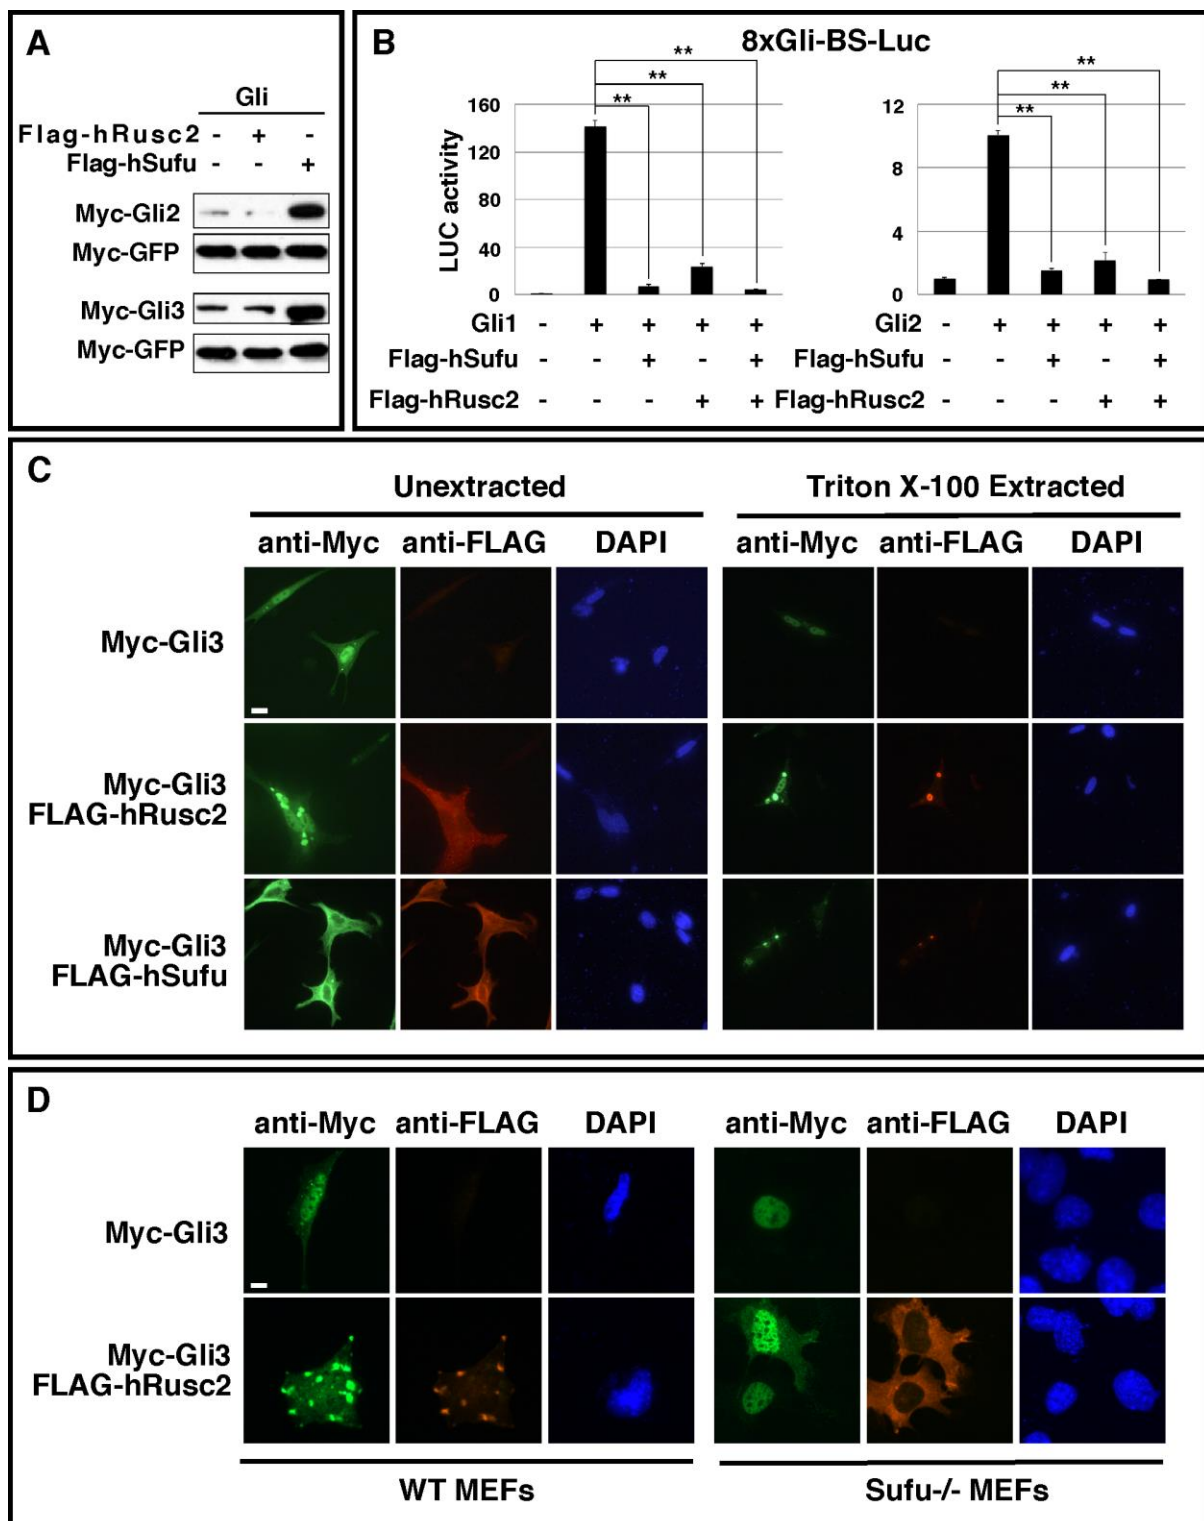 A
Gli
Flag-hRusc2 - + -
Flag-hSufu - - +
Myc-Gli2
Myc-GFP
Myc-Gli3
Myc-GFP
B
8xGli-BS-Luc
** ** **
LUC activity
160
120
80
40
0
Gli1 - + + + +
Flag-hSufu - - + - +
Flag-hRusc2 - - - + +
** ** **
12
8
4
0
Gli2 - + + + +
Flag-hSufu - - + - +
Flag-hRusc2 - - - + +
C
Unextracted
Triton X-100 Extracted
anti-Myc anti-FLAG DAPI anti-Myc anti-FLAG DAPI
Myc-Gli3
Myc-Gli3
FLAG-hRusc2
Myc-Gli3
FLAG-hSufu
D
anti-Myc anti-FLAG DAPI anti-Myc anti-FLAG DAPI
Myc-Gli3
Myc-Gli3
FLAG-hRusc2
WT MEFs
Sufu-/- MEFs